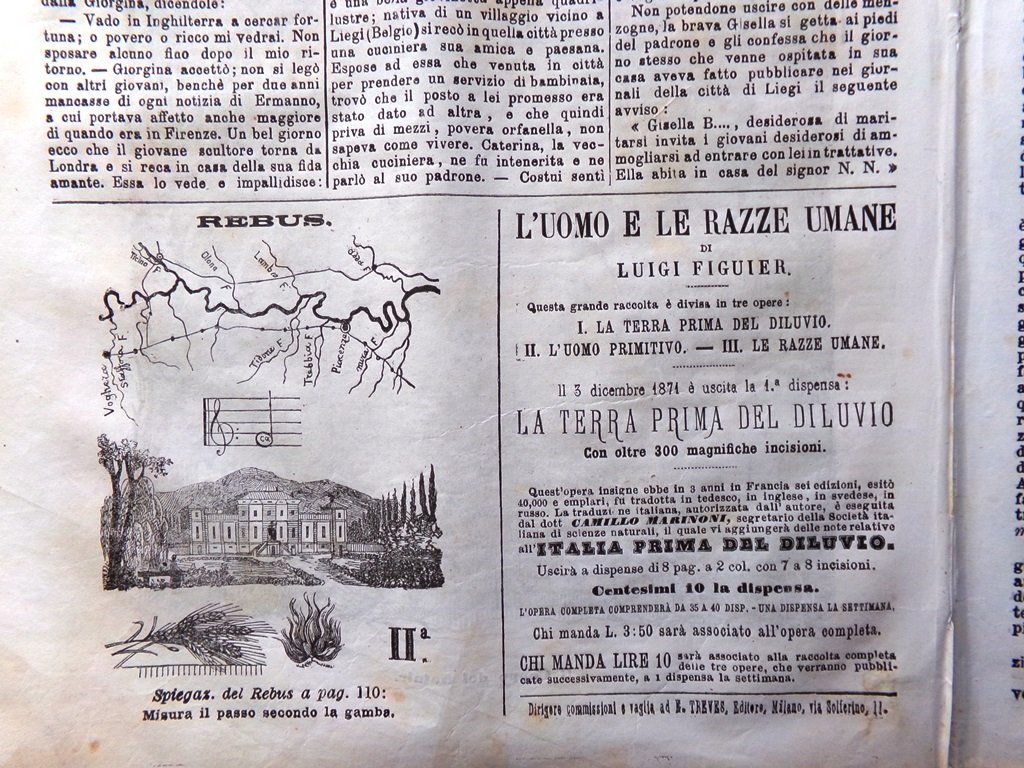 dalla Giorgina, dicendole:
— Vado in Inghilterra a cercar for-
tuna; o povero o ricco mi vedrai. Non
sposare alcuno fino dopo il mio ri-
torno. — Giorgina accettò; non si legò
con altri giovani, benchè per due anni
mancasse di ogni notizia di Ermanno,
a cui portava affetto anche maggiore
di quando era in Firenze. Un bel giorno
ecco che il giovane scultore torna da
Londra e si reca in casa della sua fida
amante. Essa lo vede e impallidisce:
è una bella giovinetta appena quadri-
lustre; nativa di un villaggio vicino a
Liegi (Belgio) si recò in quella città presso
una cuciniera sua amica e paesana.
Espose ad essa che venuta in città
per prendere un servizio di bambinaia,
trovò che il posto a lei promesso era
stato dato ad altra, e che quindi
priva di mezzi, povera orfanella, non
sapeva come vivere. Caterina, la vec-
chia cuciniera, ne fu intenerita e ne
parlò al suo padrone. — Costui sentì
Non potendone uscire con delle men-
zogne, la brava Gisella si getta ai piedi
del padrone e gli confessa che il gior-
no stesso che venne ospitata in sua
casa aveva fatto pubblicare nei gior-
nali della città di Liegi il seguente
avviso:
« Gisella B...., desiderosa di mari-
tarsi invita i giovani desiderosi di am-
mogliarsi ad entrare con lei in trattative.
Ella abita in casa del signor N. N. »
REBUS.
Ticino F.
Olona
Lambro F.
Adda F.
Voghera
Staffora F.
Tidone F.
Trebbia F.
Piacenza
ca
IIª
Spiegaz. del Rebus a pag. 110:
Misura il passo secondo la gamba.
L'UOMO E LE RAZZE UMANE
DI
LUIGI FIGUIER.
Questa grande raccolta è divisa in tre opere:
I. LA TERRA PRIMA DEL DILUVIO.
II. L'UOMO PRIMITIVO. — III. LE RAZZE UMANE.
Il 3 dicembre 1871 è uscita la 1.ª dispensa:
LA TERRA PRIMA DEL DILUVIO
Con oltre 300 magnifiche incisioni.
Quest'opera insigne ebbe in 3 anni in Francia sei edizioni, esitò
40,000 e emplari, fu tradotta in tedesco, in inglese, in svedese, in
russo. La traduzi ne italiana, autorizzata dall'autore, è eseguita
dal dott CAMILLO MARINONI, segretario della Società ita-
liana di scienze naturali, il quale vi aggiungerà delle note relative
all'ITALIA PRIMA DEL DILUVIO.
Uscirà a dispense di 8 pag. a 2 col. con 7 a 8 incisioni.
Centesimi 10 la dispensa.
L'OPERA COMPLETA COMPRENDERÀ DA 35 A 40 DISP. - UNA DISPENSA LA SETTIMANA.
Chi manda L. 3:50 sarà associato all'opera completa.
CHI MANDA LIRE 10 sarà associato alla raccolta completa
delle tre opere, che verranno pubbli-
cate successivamente, a 1 dispensa la settimana.
Dirigere commissioni e vaglia ad E. TREVES, Editore, Milano, via Solferino, 11.